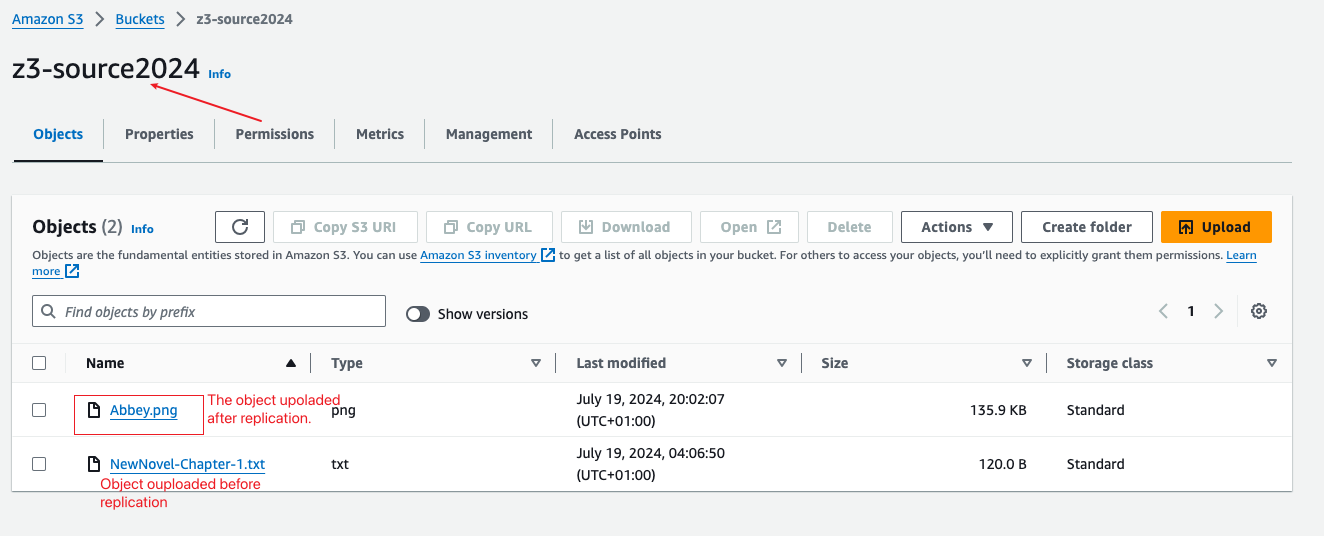 Amazon S3 > Buckets > z3-source2024
z3-source2024 Info
Objects Properties Permissions Metrics Management Access Points
Objects (2) Info Copy S3 URI Copy URL Download Open Delete Actions Create folder Upload
Objects are the fundamental entities stored in Amazon S3. You can use Amazon S3 inventory to get a list of all objects in your bucket. For others to access your objects, you'll need to explicitly grant them permissions. Learn
more
Find objects by prefix Show versions 1
Name Type Last modified Size Storage class
Abbey.png png July 19, 2024, 20:02:07 135.9 KB Standard
(UTC+01:00)
The object upoladed
after replication.
NewNovel-Chapter-1.txt txt July 19, 2024, 04:06:50 120.0 B Standard
(UTC+01:00)
Object ouploaded before
replication